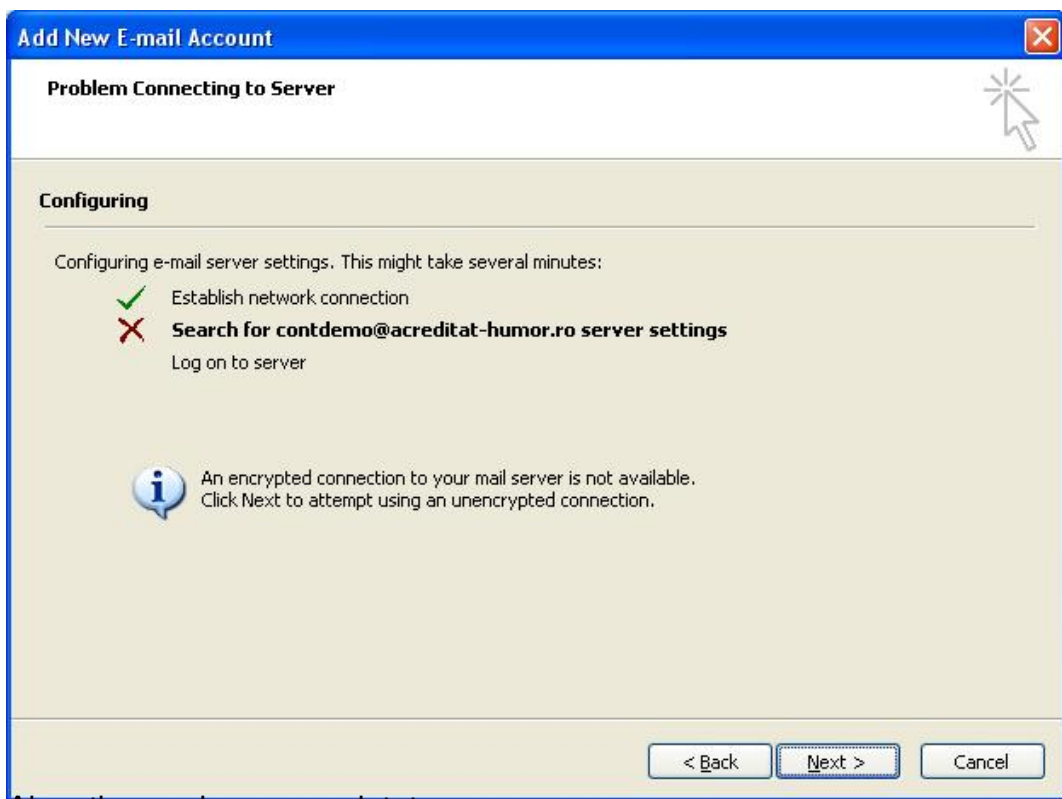 Add New E-mail Account
Problem Connecting to Server
Configuring
Configuring e-mail server settings. This might take several minutes:
Establish network connection
Search for contdemo@acreditat-humor.ro server settings
Log on to server
An encrypted connection to your mail server is not available.
Click Next to attempt using an unencrypted connection.
< Back
Next >
Cancel